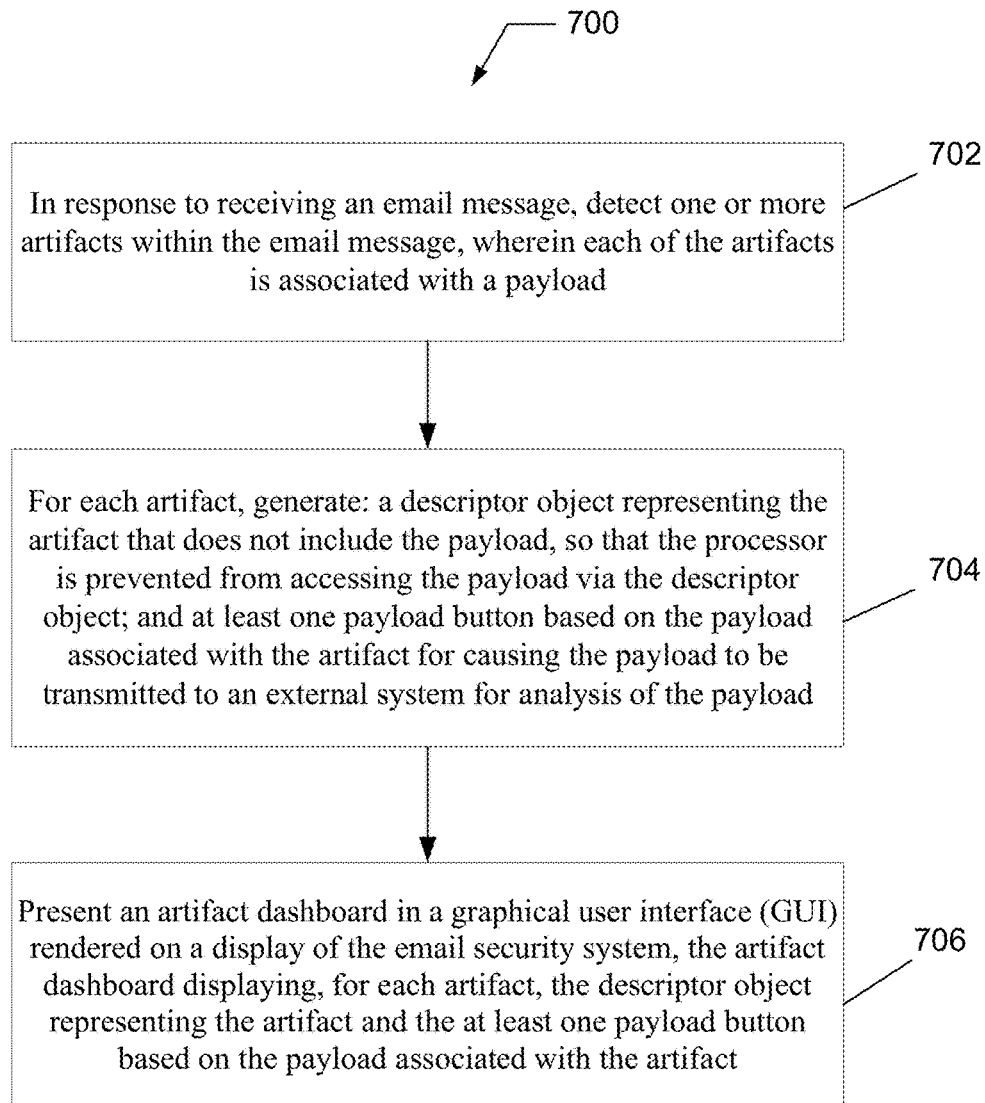 700
702
In response to receiving an email message, detect one or more
artifacts within the email message, wherein each of the artifacts
is associated with a payload
For each artifact, generate: a descriptor object representing the
artifact that does not include the payload, so that the processor
is prevented from accessing the payload via the descriptor
object; and at least one payload button based on the payload
associated with the artifact for causing the payload to be
transmitted to an external system for analysis of the payload
704
Present an artifact dashboard in a graphical user interface (GUI)
rendered on a display of the email security system, the artifact
dashboard displaying, for each artifact, the descriptor object
representing the artifact and the at least one payload button
based on the payload associated with the artifact
706